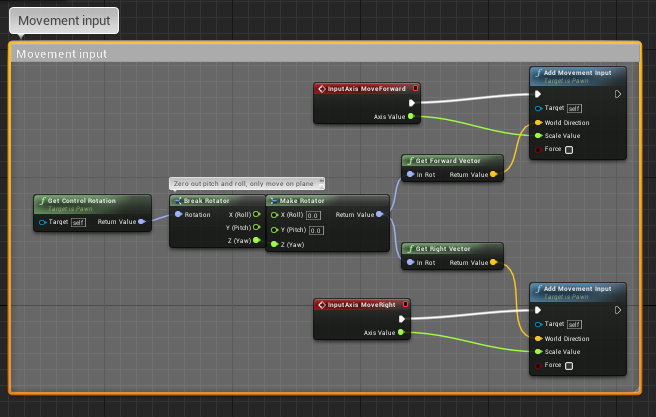 Movement input
Movement input
InputAxis MoveForward
Axis Value
Add Movement Input
Target is Pawn
Target self
World Direction
Scale Value
Force
Get Forward Vector
In Rot Return Value
Zero out pitch and roll, only move on plane
Get Control Rotation
Target is Pawn
Target self Return Value
Break Rotator
Rotation X (Roll)
Y (Pitch)
Z (Yaw)
Make Rotator
X (Roll) 0.0 Return Value
Y (Pitch) 0.0
Z (Yaw)
Get Right Vector
In Rot Return Value
InputAxis MoveRight
Axis Value
Add Movement Input
Target is Pawn
Target self
World Direction
Scale Value
Force